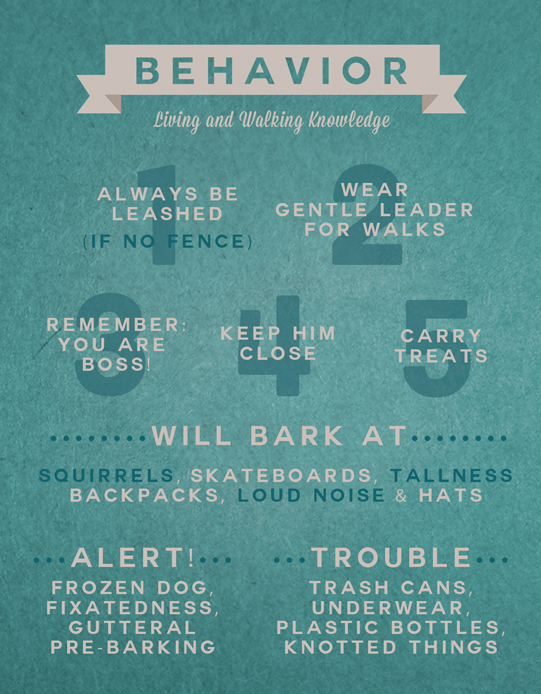 BEHAVIOR
Living and Walking Knowledge
1
ALWAYS BE
LEASHED
(IF NO FENCE)
2
WEAR
GENTLE LEADER
FOR WALKS
3
REMEMBER:
YOU ARE
BOSS!
4
KEEP HIM
CLOSE
5
CARRY
TREATS
WILL BARK AT
SQUIRRELS, SKATEBOARDS, TALLNESS
BACKPACKS, LOUD NOISE & HATS
ALERT!
FROZEN DOG,
FIXATEDNESS,
GUTTERAL
PRE-BARKING
TROUBLE
TRASH CANS,
UNDERWEAR,
PLASTIC BOTTLES,
KNOTTED THINGS